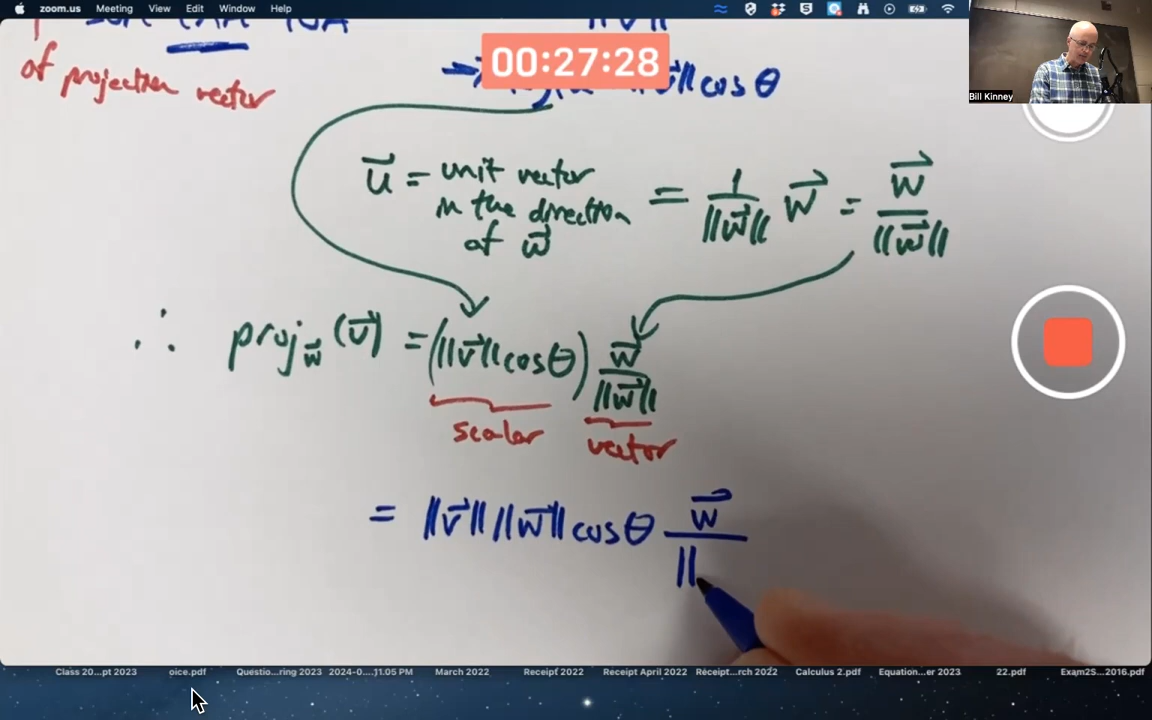 zoom.us Meeting View Edit Window Help
of projection vector
00:27:28
cos θ
Bill Kinney
u⃗ = unit vector in the direction of w⃗ = 1/||w⃗|| w⃗ = w⃗/||w⃗||
∴ proj_w⃗ (v⃗) = (||v⃗|| cos θ) w⃗/||w⃗||
scalar vector
= ||v⃗|| ||w⃗|| cos θ w⃗/||
Class 20...pt 2023 oice.pdf Questio...ring 2023 2024-0....)11.05 PM March 2022 Receipt 2022 Receipt April 2022 Receipt...rch 2022 Calculus 2.pdf Equation...er 2023 22.pdf Exam2S...2016.pdf